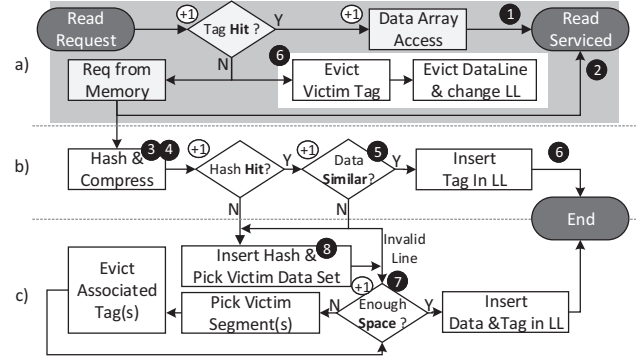 Read
Request
+1
Tag Hit ?
Y
+1
Data Array
Access
1
Read
Serviced
a)
N
6
2
Req from
Memory
Evict
Victim Tag
Evict DataLine
& change LL
b)
Hash &
Compress
3
4
+1
Hash Hit?
Y
+1
Data
Similar?
5
Y
Insert
Tag In LL
6
End
N
N
Invalid
Line
Insert Hash &
Pick Victim Data Set
8
c)
Evict
Associated
Tag(s)
Pick Victim
Segment(s)
N
+1
7
Enough
Space ?
Y
Insert
Data &Tag in LL